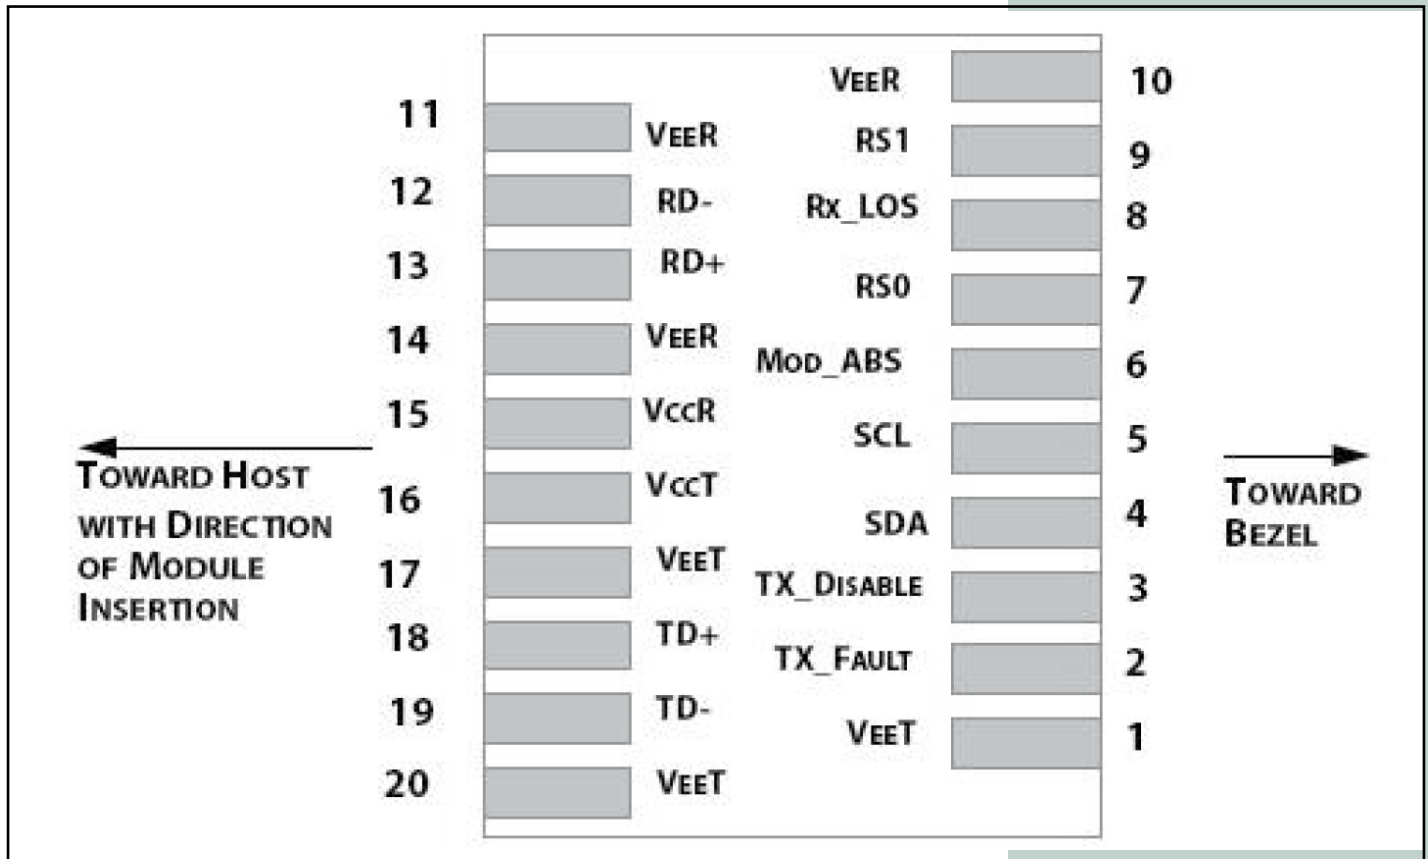 11 VEER
12 RD-
13 RD+
14 VEER
15 VCCR
16 VCCT
17 VEET
18 TD+
19 TD-
20 VEET
VEER 10
RS1 9
RX_LOS 8
RS0 7
MOD_ABS 6
SCL 5
SDA 4
TX_DISABLE 3
TX_FAULT 2
VEET 1
TOWARD HOST
WITH DIRECTION
OF MODULE
INSERTION
TOWARD
BEZEL